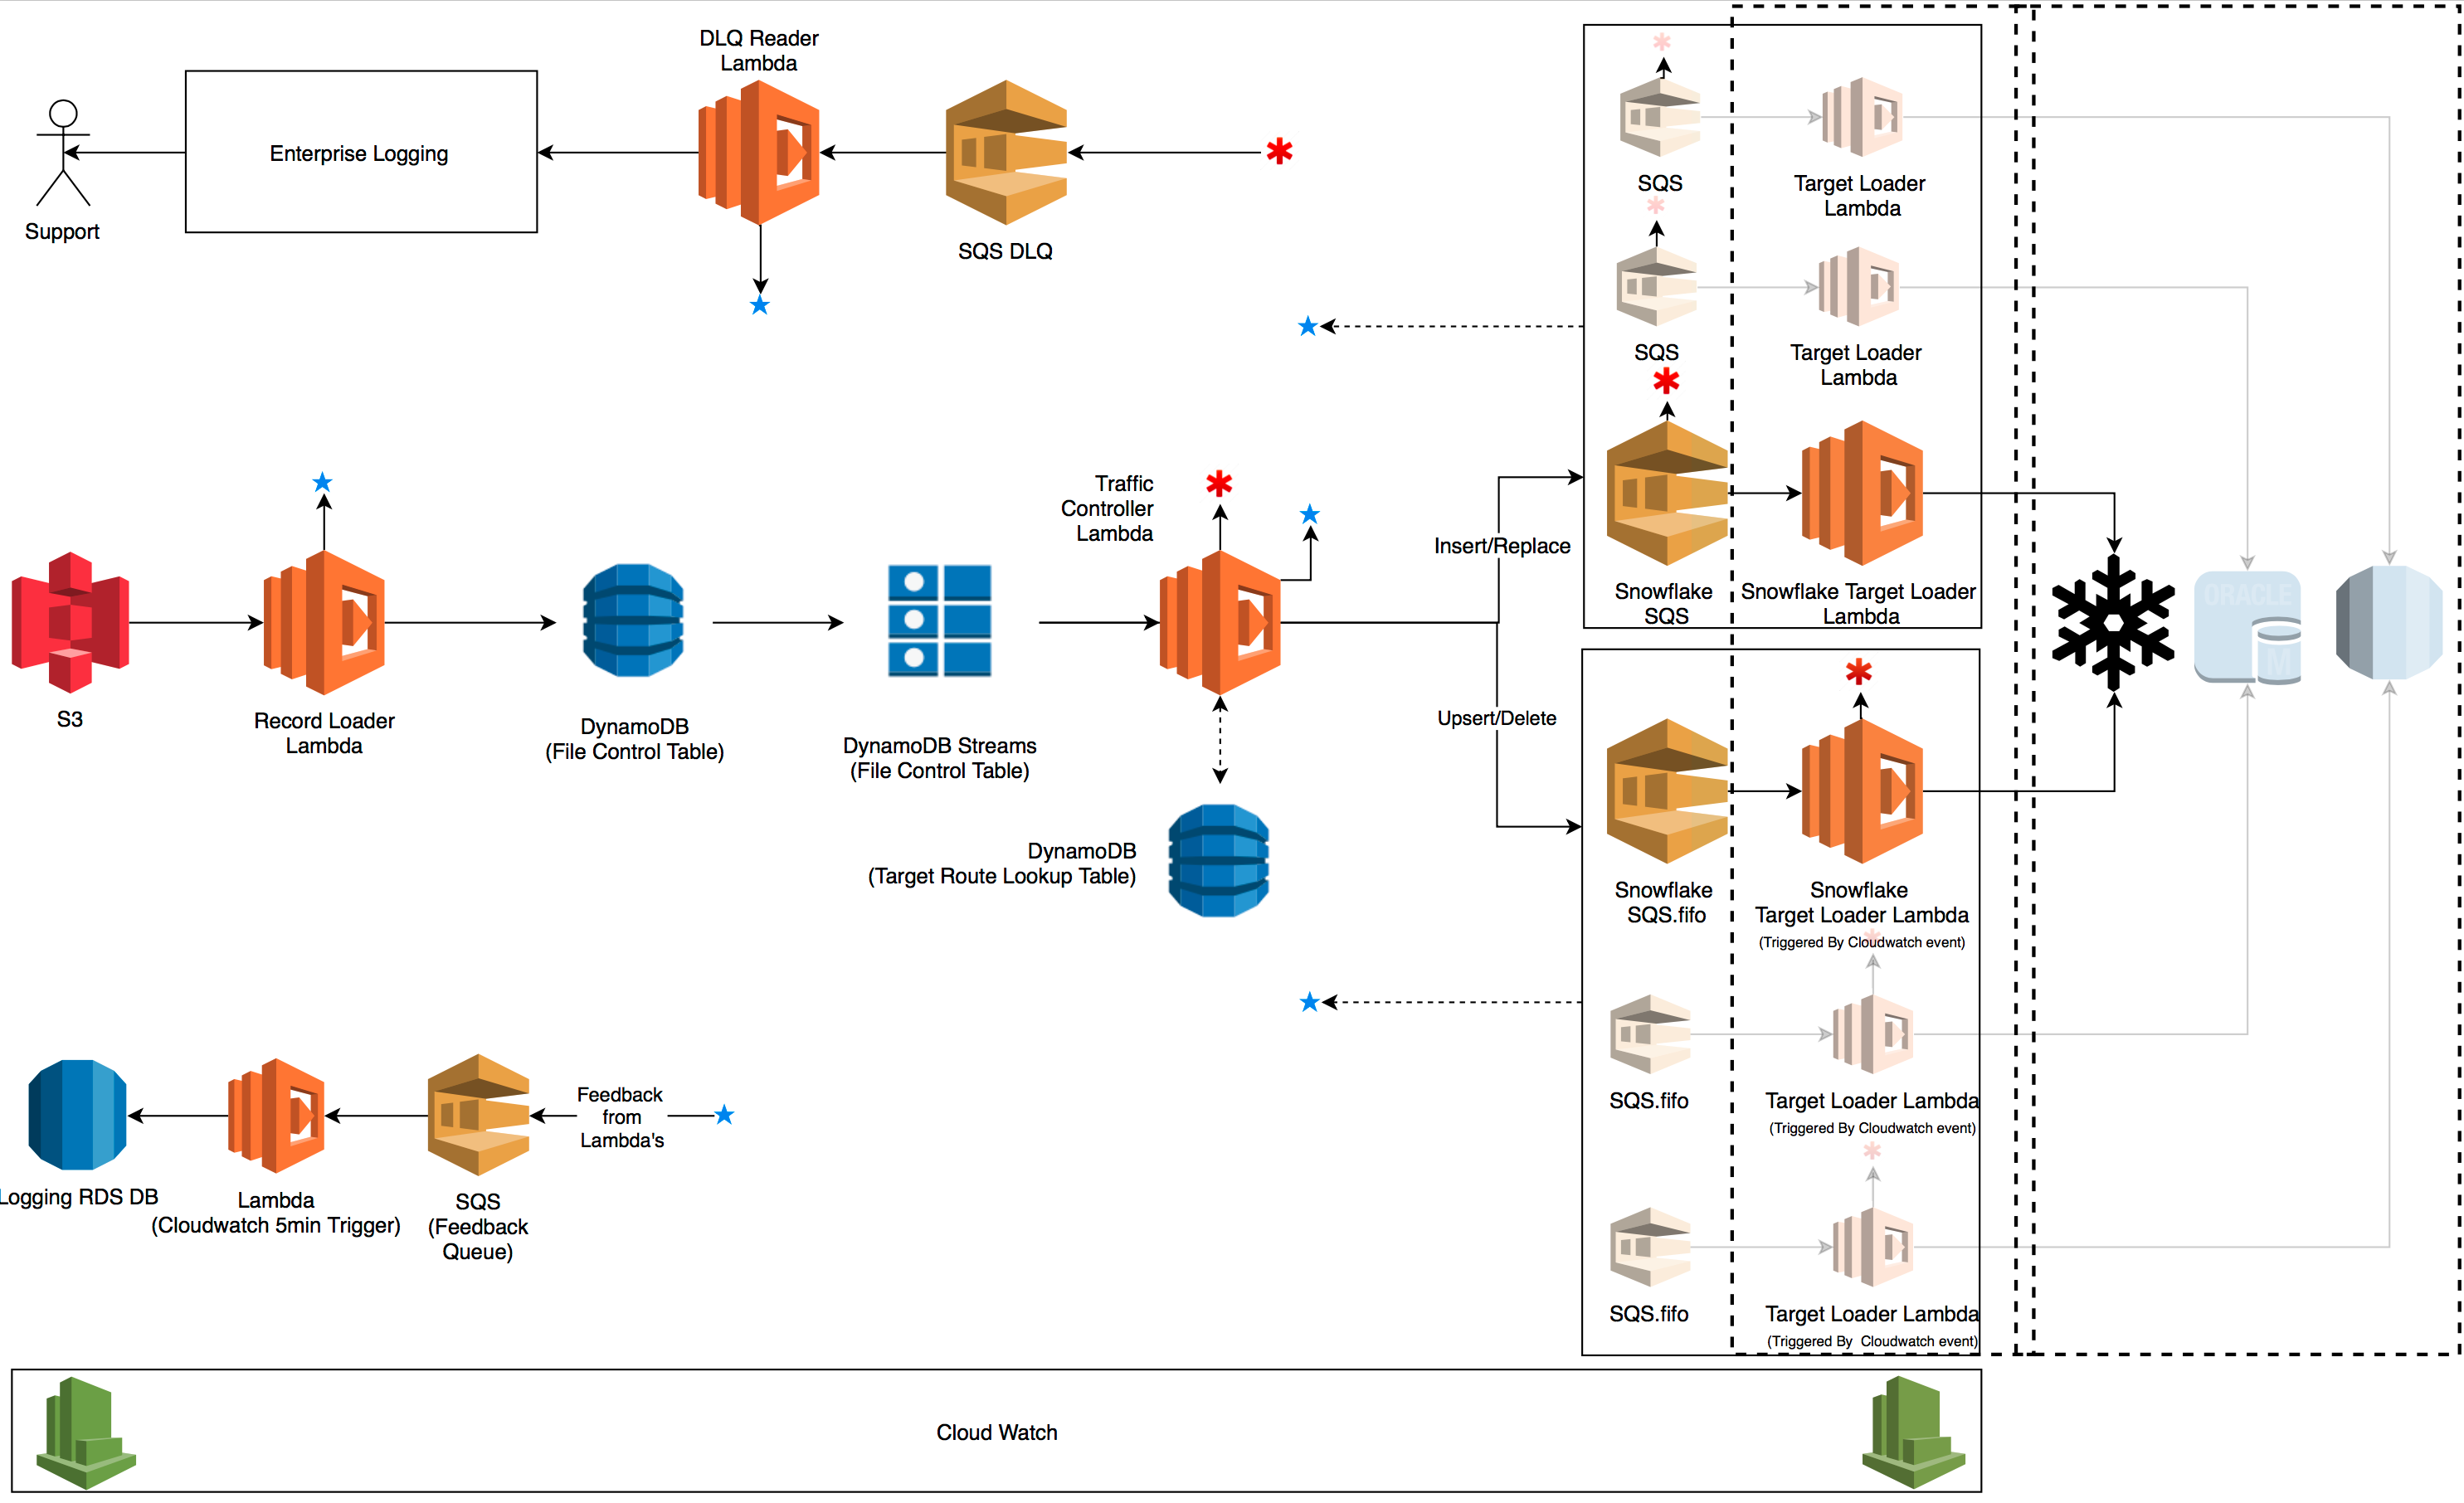 DLQ Reader
Lambda
Enterprise Logging
Support
SQS DLQ
SQS
Target Loader
Lambda
SQS
Target Loader
Lambda
Traffic
Controller
Lambda
Insert/Replace
Snowflake
SQS
Snowflake Target Loader
Lambda
ORACLE
M
S3
Record Loader
Lambda
DynamoDB
(File Control Table)
DynamoDB Streams
(File Control Table)
Upsert/Delete
DynamoDB
(Target Route Lookup Table)
Snowflake
SQS.fifo
Snowflake
Target Loader Lambda
(Triggered By Cloudwatch event)
SQS.fifo
Target Loader Lambda
(Triggered By Cloudwatch event)
Feedback
from
Lambda's
Logging RDS DB
Lambda
(Cloudwatch 5min Trigger)
SQS
(Feedback
Queue)
SQS.fifo
Target Loader Lambda
(Triggered By Cloudwatch event)
Cloud Watch